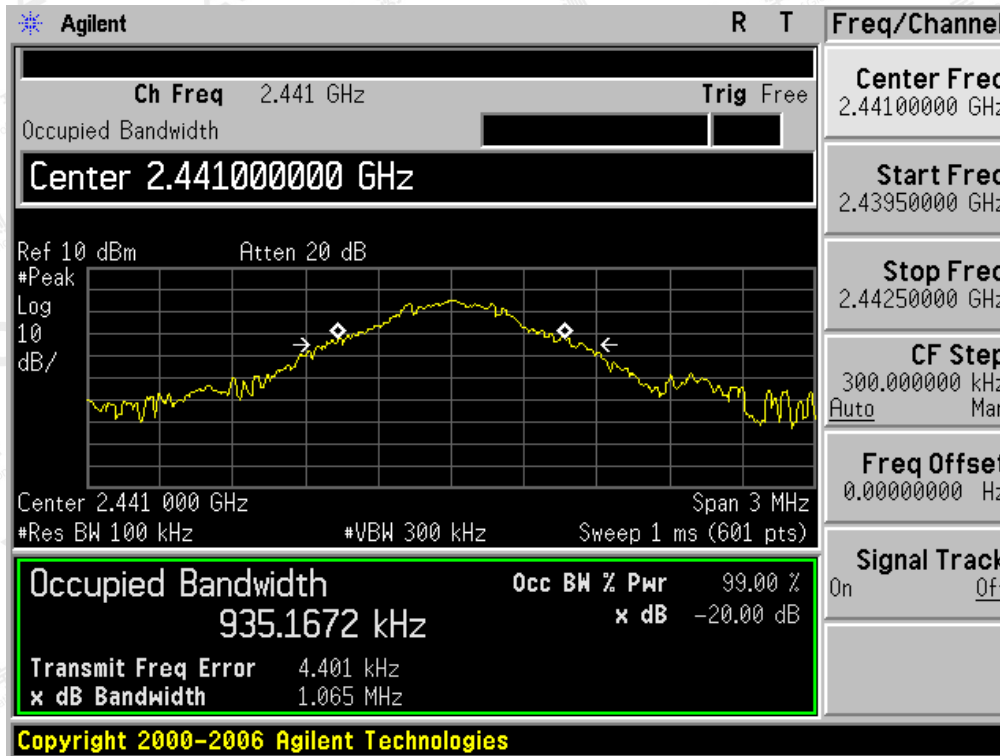 Agilent R T Freq/Channel
Ch Freq 2.441 GHz Trig Free
Occupied Bandwidth
Center 2.441000000 GHz
Ref 10 dBm Atten 20 dB
#Peak
Log
10
dB/
Center 2.441 000 GHz Span 3 MHz
#Res BW 100 kHz #VBW 300 kHz Sweep 1 ms (601 pts)
Occupied Bandwidth
935.1672 kHz
Occ BW % Pwr 99.00 %
x dB -20.00 dB
Transmit Freq Error 4.401 kHz
x dB Bandwidth 1.065 MHz
Center Freq
2.44100000 GHz
Start Freq
2.43950000 GHz
Stop Freq
2.44250000 GHz
CF Step
300.000000 kHz
Auto Man
Freq Offset
0.00000000 Hz
Signal Track
On Off
Copyright 2000-2006 Agilent Technologies